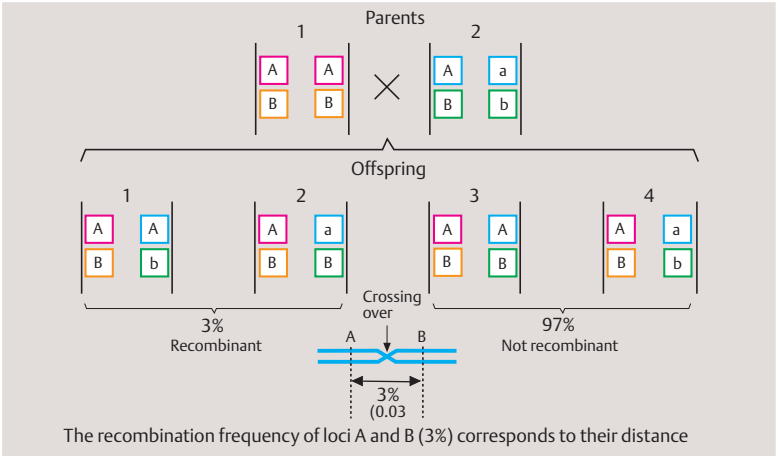 Parents
1 2
A A A a
B B B b
Offspring
1 2 3 4
A A A a A A A a
B b B B B B B b
Crossing
over
3% 97%
Recombinant Not recombinant
A B
3%
(0.03
The recombination frequency of loci A and B (3%) corresponds to their distance